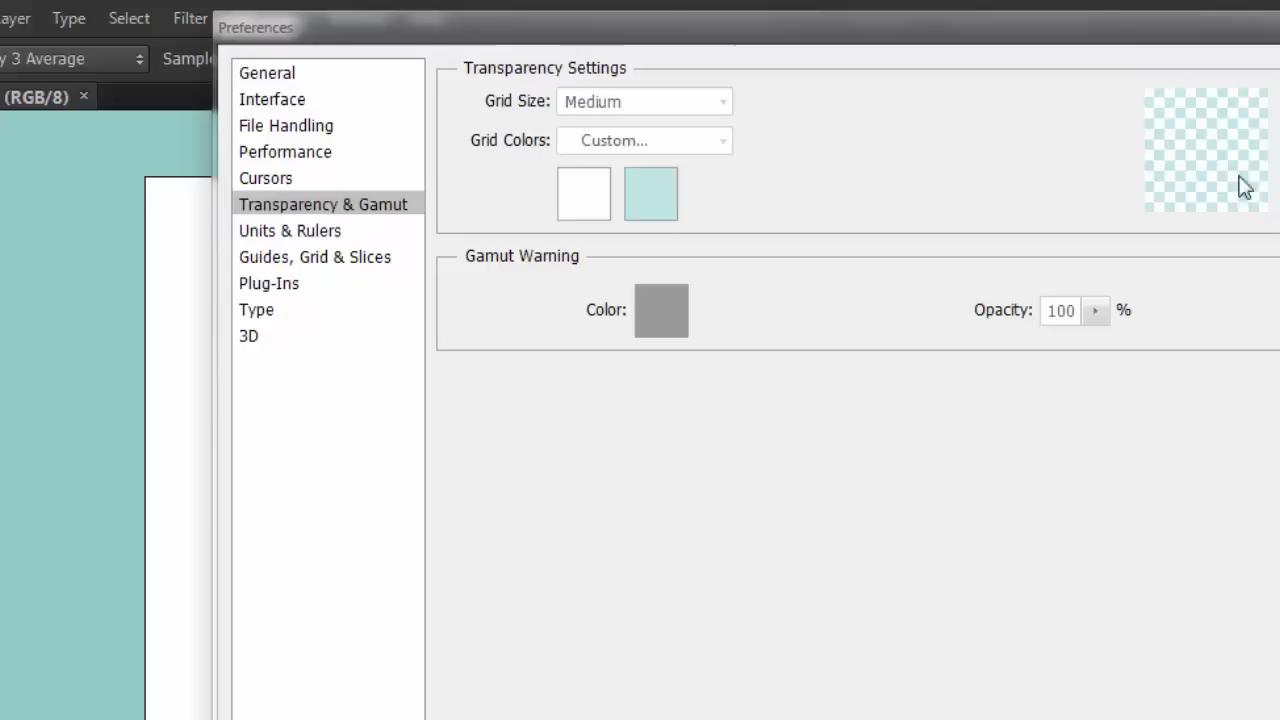 ayer Type Select Filter
Preferences
y 3 Average Sampl
(RGB/8) ×
General
Interface
File Handling
Performance
Cursors
Transparency & Gamut
Units & Rulers
Guides, Grid & Slices
Plug-Ins
Type
3D
Transparency Settings
Grid Size: Medium
Grid Colors: Custom...
Gamut Warning
Color:
Opacity: 100 %